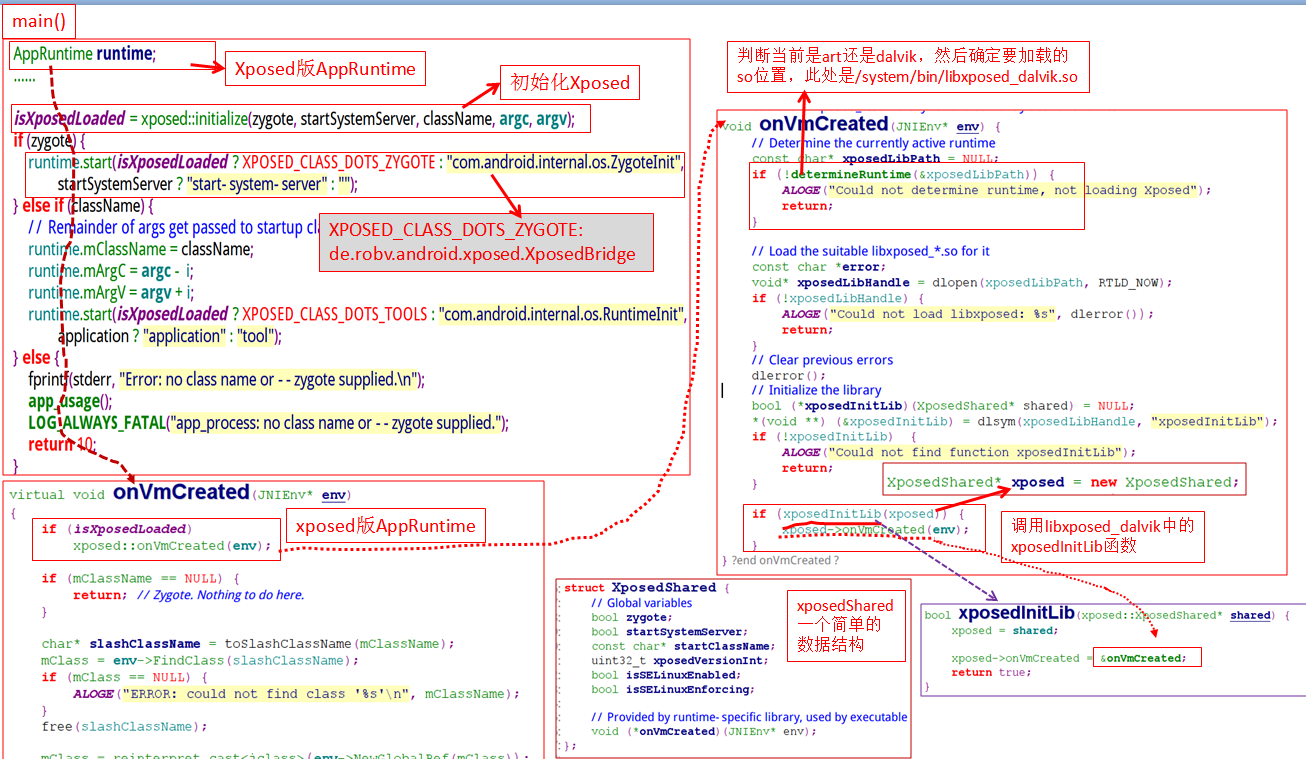 main()
AppRuntime runtime;
......
Xposed版AppRuntime
初始化Xposed
isXposedLoaded = xposed::initialize(zygote, startSystemServer, className, argc, argv);
if (zygote) {
runtime.start(isXposedLoaded ? XPOSED_CLASS_DOTS_ZYGOTE : "com.android.internal.os.ZygoteInit",
startSystemServer ? "start- system- server" : "");
} else if (className) {
// Remainder of args get passed to startup cl
XPOSED_CLASS_DOTS_ZYGOTE:
de.robv.android.xposed.XposedBridge
runtime.mClassName = className;
runtime.mArgC = argc - i;
runtime.mArgV = argv + i;
runtime.start(isXposedLoaded ? XPOSED_CLASS_DOTS_TOOLS : "com.android.internal.os.RuntimeInit",
application ? "application" : "tool");
} else {
fprintf(stderr, "Error: no class name or - - zygote supplied.\n");
app_usage();
LOG_ALWAYS_FATAL("app_process: no class name or - - zygote supplied.");
return 10;
}
virtual void onVmCreated(JNIEnv* env)
{
if (isXposedLoaded)
xposed::onVmCreated(env);
xposed版AppRuntime
if (mClassName == NULL) {
return; // Zygote. Nothing to do here.
}
char* slashClassName = toSlashClassName(mClassName);
mClass = env->FindClass(slashClassName);
if (mClass == NULL) {
ALOGE("ERROR: could not find class '%s'\n", mClassName);
}
free(slashClassName);
mClass = reinterpret_cast<jclass>(env->NewGlobalRef(mClass));
判断当前是art还是dalvik，然后确定要加载的
so位置，此处是/system/bin/libxposed_dalvik.so
void onVmCreated(JNIEnv* env) {
// Determine the currently active runtime
const char* xposedLibPath = NULL;
if (!determineRuntime(&xposedLibPath)) {
ALOGE("Could not determine runtime, not loading Xposed");
return;
}
// Load the suitable libxposed_*.so for it
const char *error;
void* xposedLibHandle = dlopen(xposedLibPath, RTLD_NOW);
if (!xposedLibHandle) {
ALOGE("Could not load libxposed: %s", dlerror());
return;
}
// Clear previous errors
dlerror();
// Initialize the library
bool (*xposedInitLib)(XposedShared* shared) = NULL;
*(void **) (&xposedInitLib) = dlsym(xposedLibHandle, "xposedInitLib");
if (!xposedInitLib) {
ALOGE("Could not find function xposedInitLib");
return;
}
XposedShared* xposed = new XposedShared;
if (xposedInitLib(xposed)) {
xposed->onVmCreated(env);
}
} ?end onVmCreated ?
调用libxposed_dalvik中的
xposedInitLib函数
struct XposedShared {
// Global variables
bool zygote;
bool startSystemServer;
const char* startClassName;
uint32_t xposedVersionInt;
bool isSELinuxEnabled;
bool isSELinuxEnforcing;
// Provided by runtime- specific library, used by executable
void (*onVmCreated)(JNIEnv* env);
};
xposedShared
一个简单的
数据结构
bool xposedInitLib(xposed::XposedShared* shared) {
xposed = shared;
xposed->onVmCreated = &onVmCreated;
return true;
}